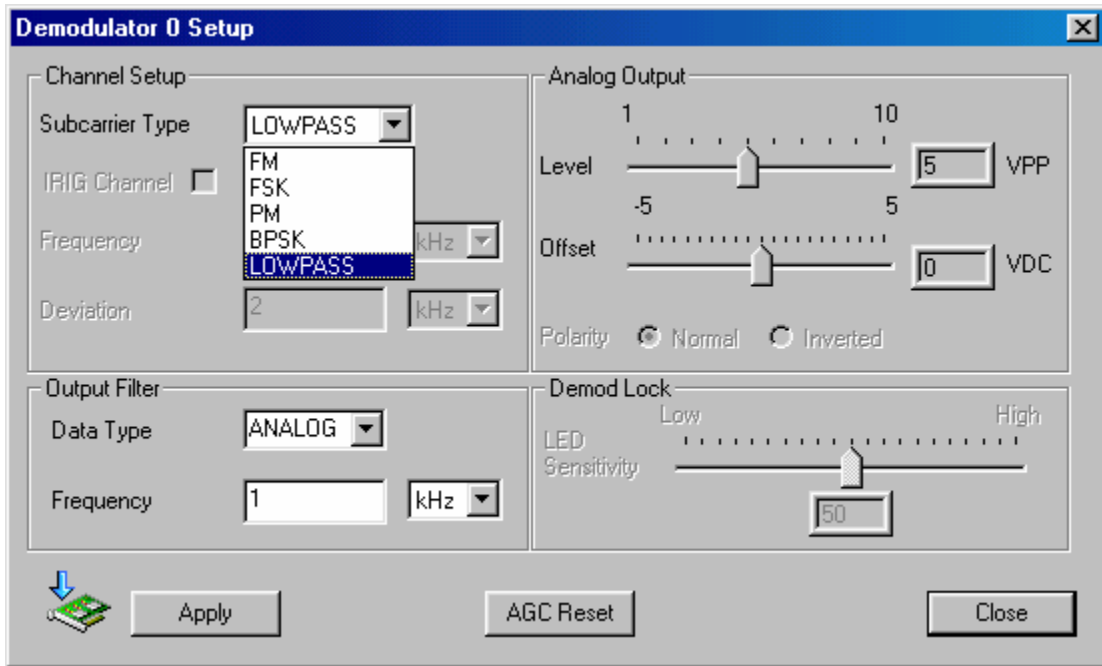 Demodulator 0 Setup
Channel Setup
Subcarrier Type LOWPASS
FM
FSK
PM
BPSK
LOWPASS
IRIG Channel
Frequency kHz
Deviation 2 kHz
Analog Output
1 10
Level 5 VPP
-5 5
Offset 0 VDC
Polarity Normal Inverted
Output Filter
Data Type ANALOG
Frequency 1 kHz
Demod Lock
Low High
LED
Sensitivity
50
Apply AGC Reset Close